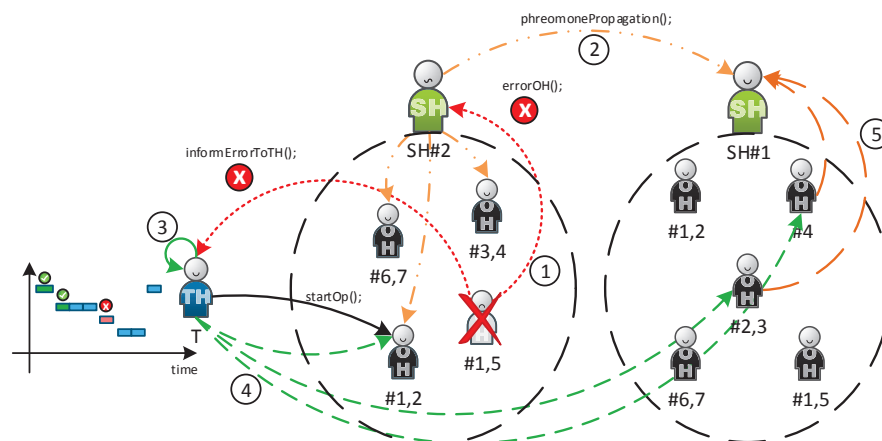 phreomonePropagation();
2
errorOH();
X
SH
SH
SH#2
SH#1
5
informErrorToTH();
X
OH
OH
OH
OH
#1,2
#4
3
#3,4
#6,7
1
TH
startOp();
OH
#2,3
T
time
OH
#1,5
#1,2
4
OH
OH
#6,7
#1,5